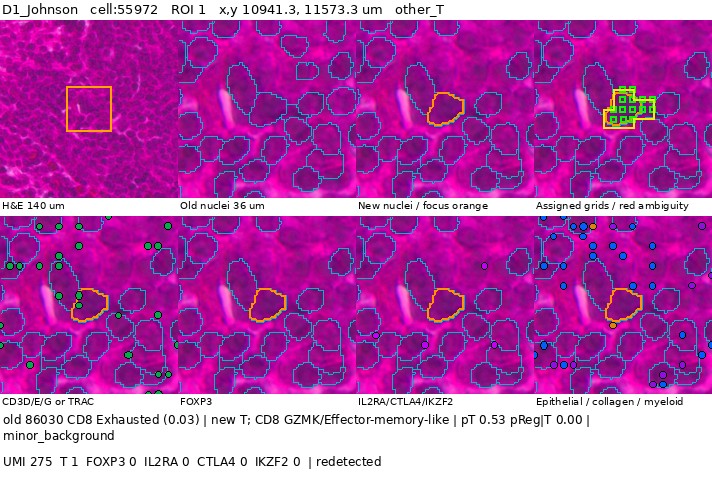 D1_Johnson cell:55972 ROI 1 x,y 10941.3, 11573.3 um other_T
H&E 140 um
Old nuclei 36 um
New nuclei / focus orange
Assigned grids / red ambiguity
CD3D/E/G or TRAC
FOXP3
IL2RA/CTLA4/IKZF2
Epithelial / collagen / myeloid
old 86030 CD8 Exhausted (0.03) | new T; CD8 GZMK/Effector-memory-like | pT 0.53 pReg|T 0.00 |
minor_background
UMI 275 T 1 FOXP3 0 IL2RA 0 CTLA4 0 IKZF2 0 | redetected